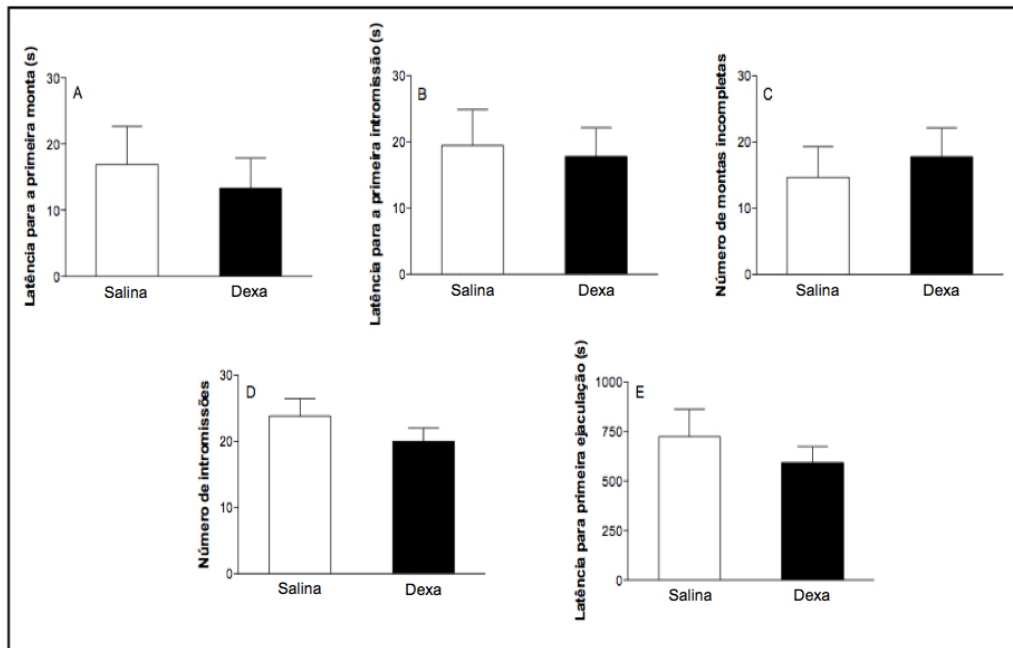 Latência para a primeira monta (s)
A
30
20
10
0
Salina
Dexa
Latência para a primeira intromissão (s)
B
30
20
10
0
Salina
Dexa
Número de montas incompletas
C
30
20
10
0
Salina
Dexa
Número de intromissões
D
30
20
10
0
Salina
Dexa
Latência para primeira ejaculação (s)
E
1000
750
500
250
0
Salina
Dexa